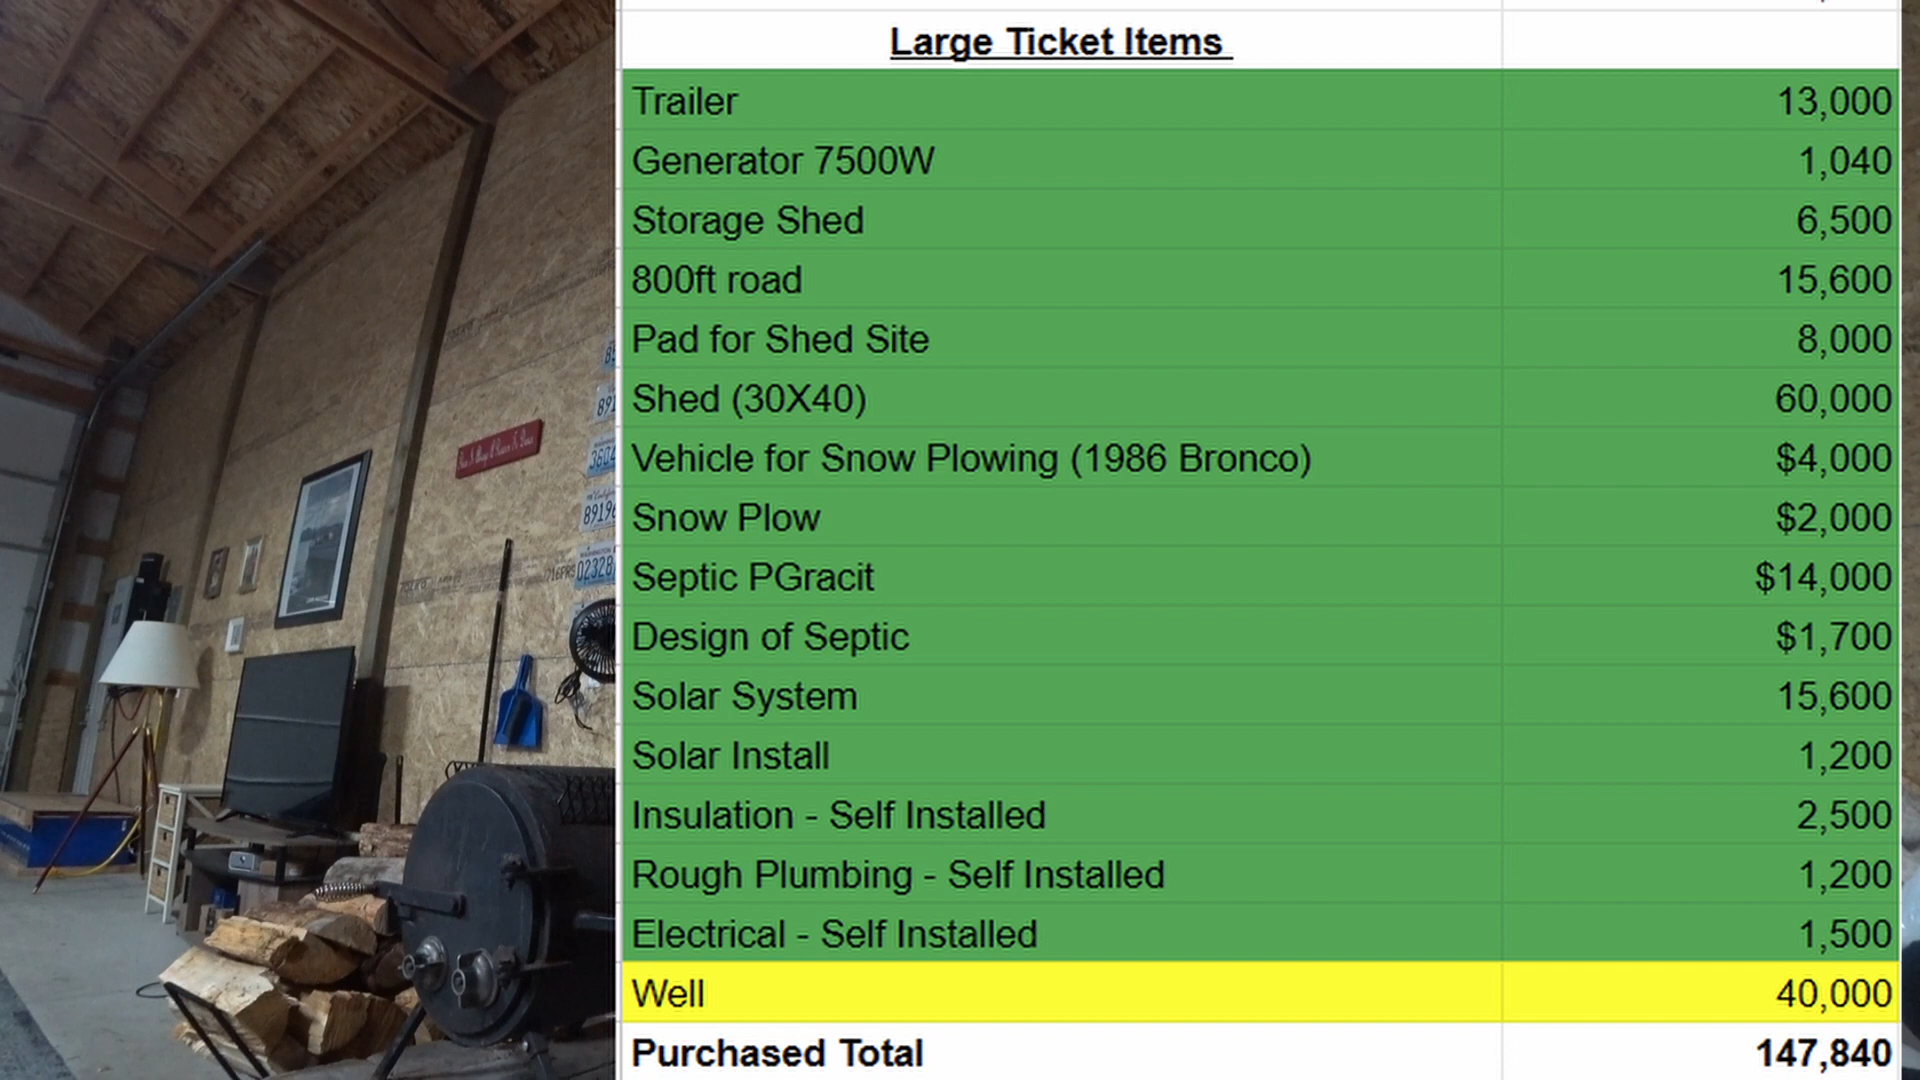 Large Ticket Items
Trailer 13,000
Generator 7500W 1,040
Storage Shed 6,500
800ft road 15,600
Pad for Shed Site 8,000
Shed (30X40) 60,000
Vehicle for Snow Plowing (1986 Bronco) $4,000
Snow Plow $2,000
Septic PGracit $14,000
Design of Septic $1,700
Solar System 15,600
Solar Install 1,200
Insulation - Self Installed 2,500
Rough Plumbing - Self Installed 1,200
Electrical - Self Installed 1,500
Well 40,000
Purchased Total 147,840
891
3604
8919
02328